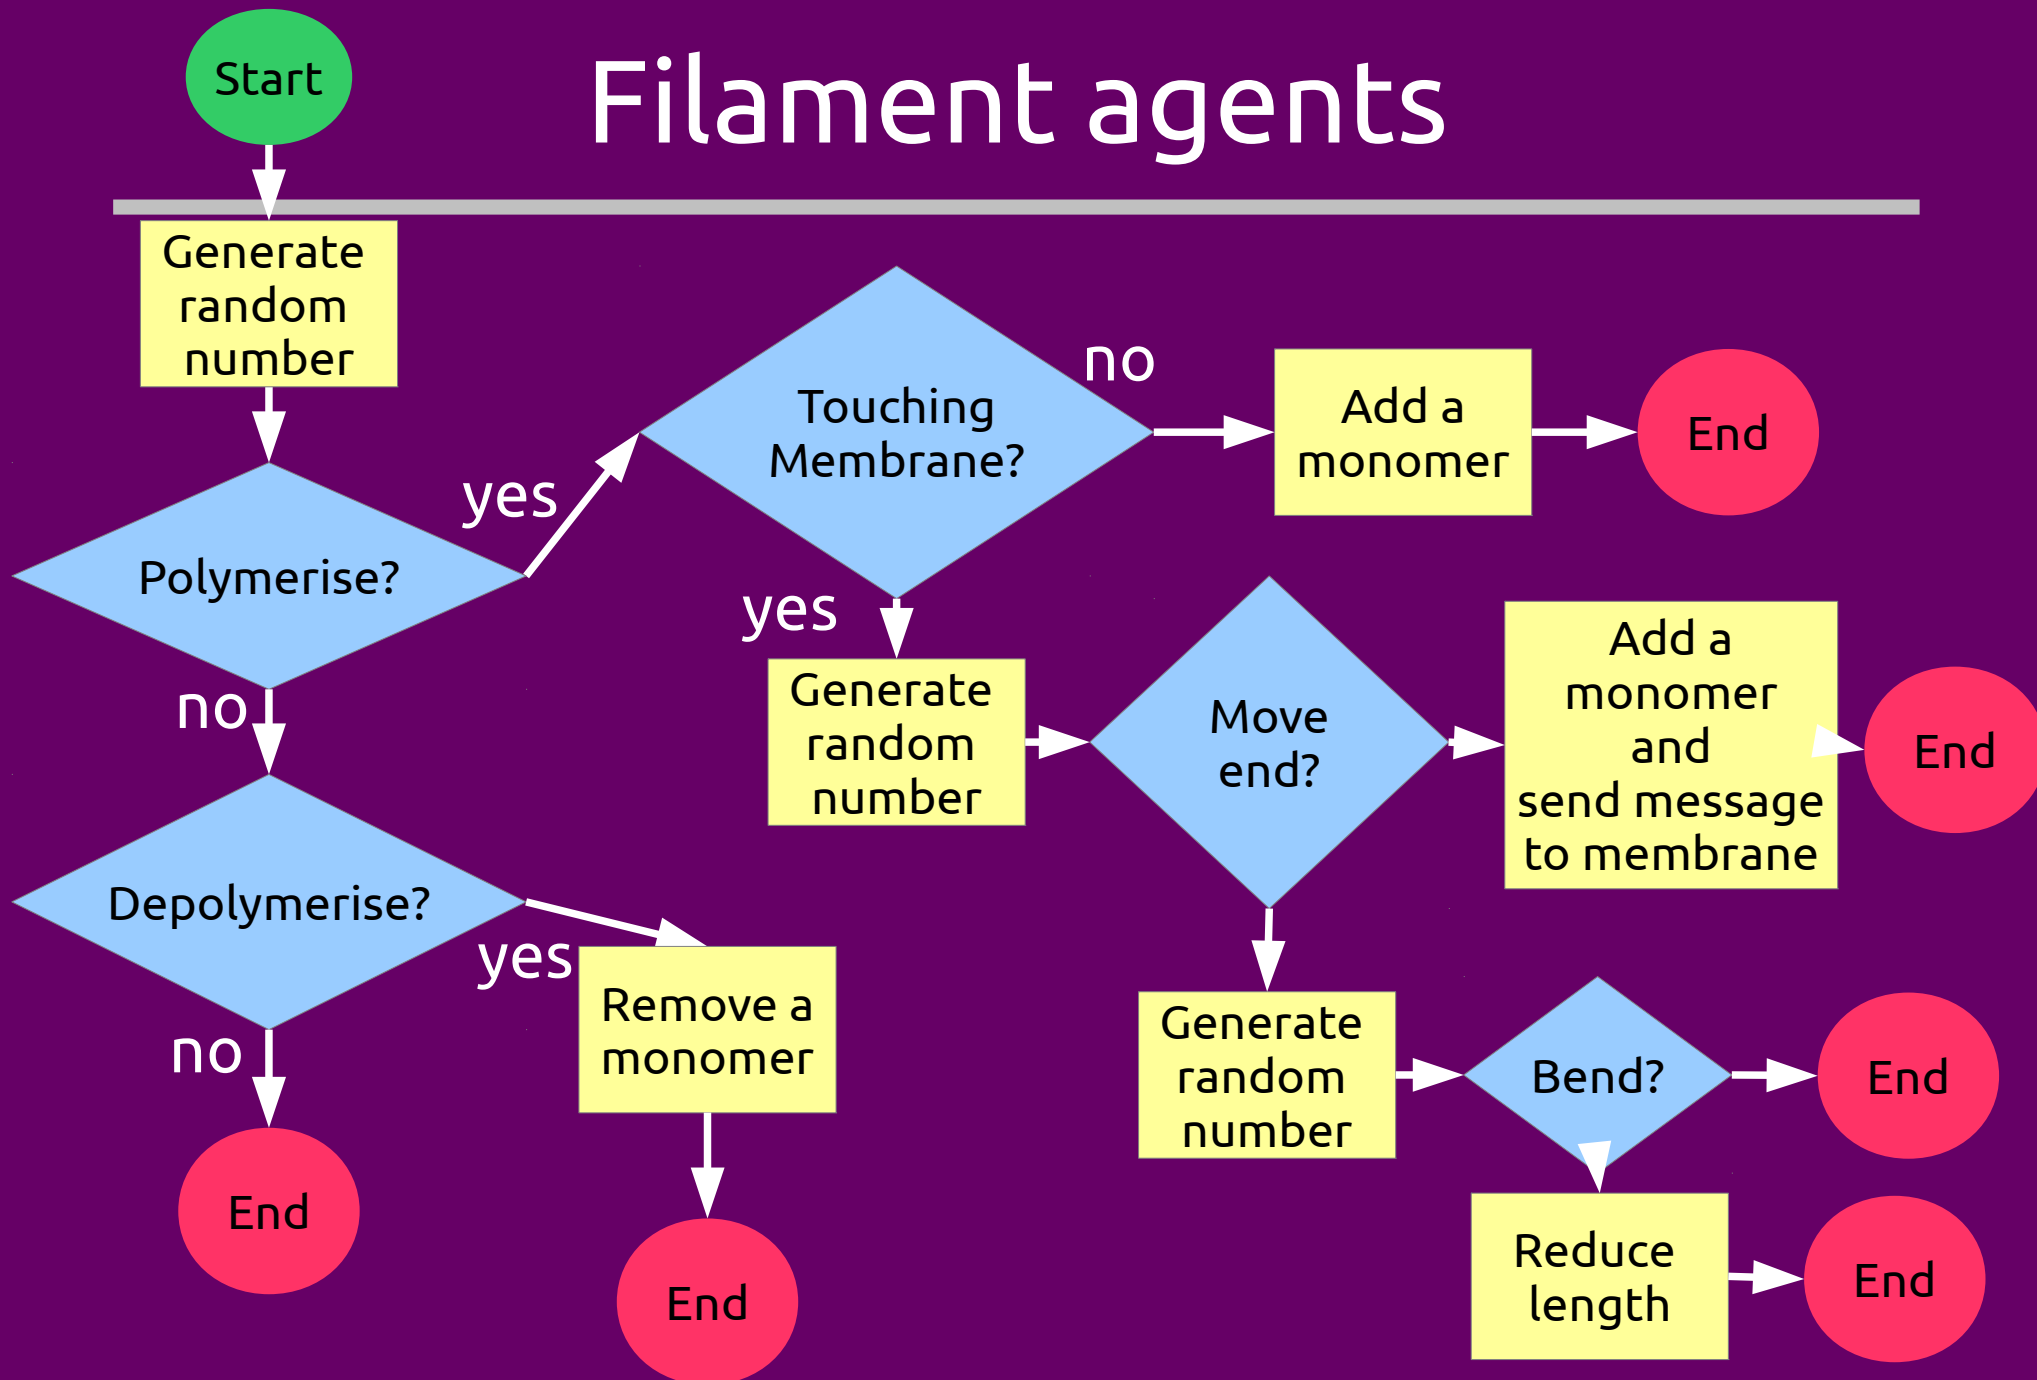 Start
Filament agents
Generate
random
number
Polymerise?
yes
no
Touching
Membrane?
no
Add a
monomer
End
yes
Generate
random
number
Move
end?
Add a
monomer
and
send message
to membrane
End
Depolymerise?
yes
Remove a
monomer
End
no
End
Generate
random
number
Bend?
End
Reduce
length
End